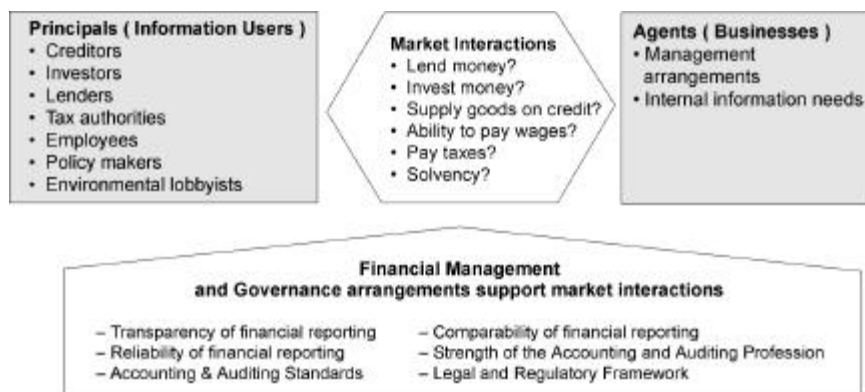 Principals ( Information Users )
• Creditors
• Investors
• Lenders
• Tax authorities
• Employees
• Policy makers
• Environmental lobbyists
Market Interactions
• Lend money?
• Invest money?
• Supply goods on credit?
• Ability to pay wages?
• Pay taxes?
• Solvency?
Agents ( Businesses )
• Management
arrangements
• Internal information needs
Financial Management
and Governance arrangements support market interactions
– Transparency of financial reporting
– Reliability of financial reporting
– Accounting & Auditing Standards
– Comparability of financial reporting
– Strength of the Accounting and Auditing Profession
– Legal and Regulatory Framework